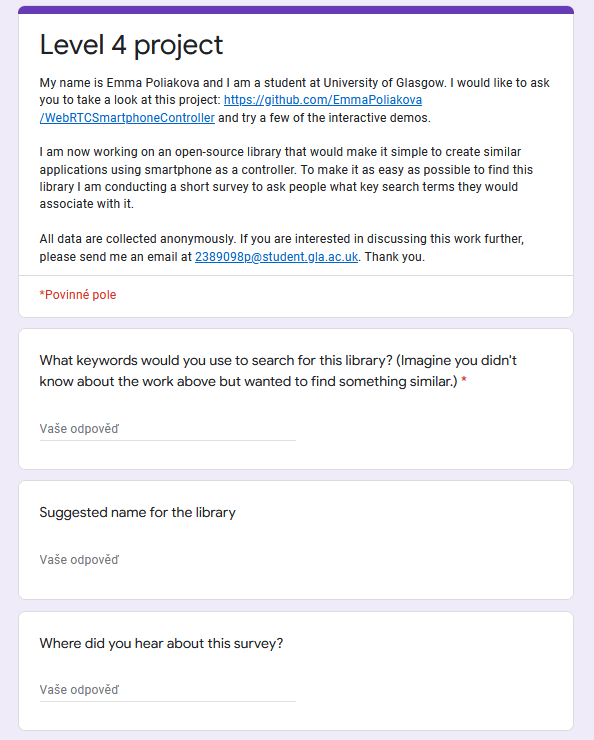 Level 4 project
My name is Emma Poliakova and I am a student at University of Glasgow. I would like to ask
you to take a look at this project: https://github.com/EmmaPoliakova
/WebRTCSmartphoneController and try a few of the interactive demos.
I am now working on an open-source library that would make it simple to create similar
applications using smartphone as a controller. To make it as easy as possible to find this
library I am conducting a short survey to ask people what key search terms they would
associate with it.
All data are collected anonymously. If you are interested in discussing this work further,
please send me an email at 2389098p@student.gla.ac.uk. Thank you.
*Povinné pole
What keywords would you use to search for this library? (Imagine you didn't
know about the work above but wanted to find something similar.) *
Vaše odpověď
Suggested name for the library
Vaše odpověď
Where did you hear about this survey?
Vaše odpověď